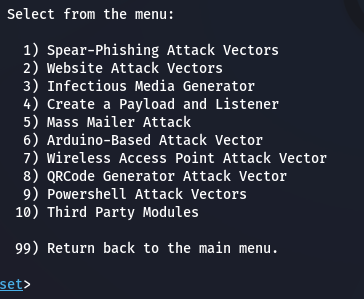 Select from the menu:
1) Spear-Phishing Attack Vectors
2) Website Attack Vectors
3) Infectious Media Generator
4) Create a Payload and Listener
5) Mass Mailer Attack
6) Arduino-Based Attack Vector
7) Wireless Access Point Attack Vector
8) QRCode Generator Attack Vector
9) Powershell Attack Vectors
10) Third Party Modules
99) Return back to the main menu.
set>